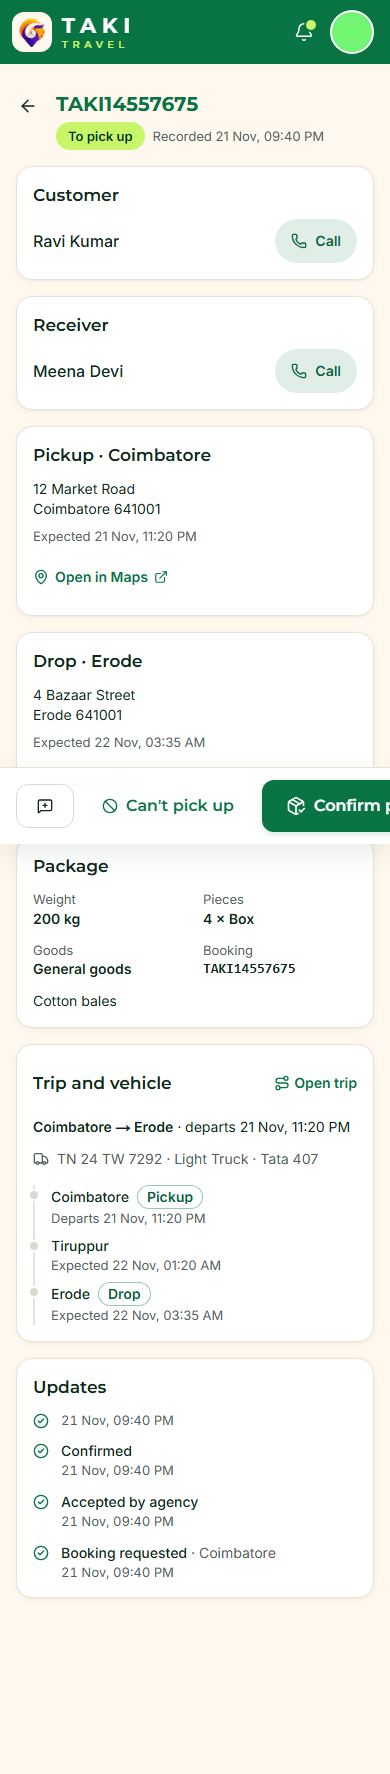 TAKI
TRAVEL
TAKI14557675
To pick up Recorded 21 Nov, 09:40 PM
Customer
Ravi Kumar Call
Receiver
Meena Devi Call
Pickup · Coimbatore
12 Market Road
Coimbatore 641001
Expected 21 Nov, 11:20 PM
Open in Maps
Drop · Erode
4 Bazaar Street
Erode 641001
Expected 22 Nov, 03:35 AM
Can't pick up Confirm p
Package
Weight Pieces
200 kg 4 × Box
Goods Booking
General goods TAKI14557675
Cotton bales
Trip and vehicle Open trip
Coimbatore → Erode · departs 21 Nov, 11:20 PM
TN 24 TW 7292 · Light Truck · Tata 407
Coimbatore Pickup
Departs 21 Nov, 11:20 PM
Tiruppur
Expected 22 Nov, 01:20 AM
Erode Drop
Expected 22 Nov, 03:35 AM
Updates
21 Nov, 09:40 PM
Confirmed
21 Nov, 09:40 PM
Accepted by agency
21 Nov, 09:40 PM
Booking requested · Coimbatore
21 Nov, 09:40 PM